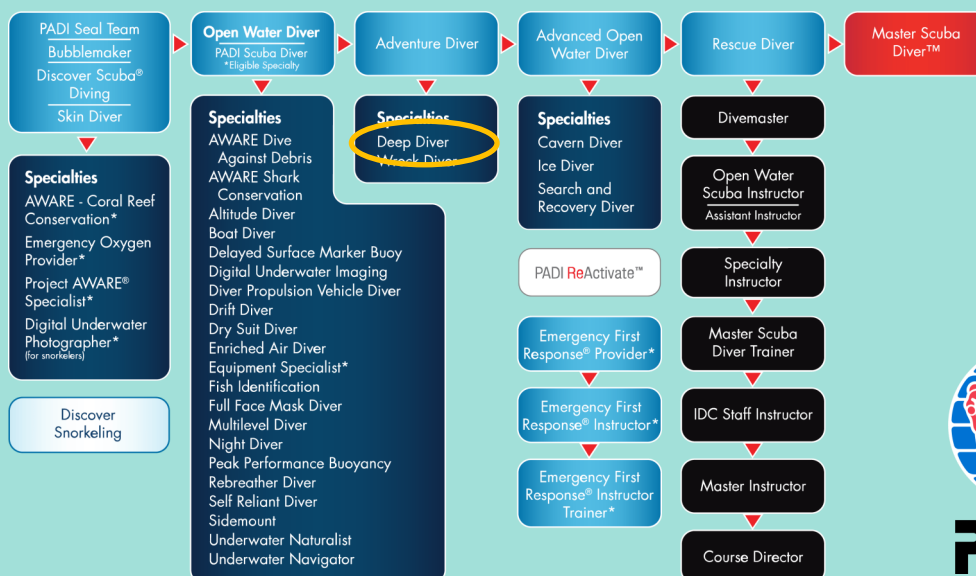 PADI Seal Team
Bubblemaker
Discover Scuba®
Diving
Skin Diver
Open Water Diver
PADI Scuba Diver
*Eligible Specialty
Adventure Diver
Advanced Open
Water Diver
Rescue Diver
Master Scuba
Diver™
Specialties
AWARE - Coral Reef
Conservation*
Emergency Oxygen
Provider*
Project AWARE®
Specialist*
Digital Underwater
Photographer*
(for snorkelers)
Discover
Snorkeling
Specialties
AWARE Dive
Against Debris
AWARE Shark
Conservation
Altitude Diver
Boat Diver
Delayed Surface Marker Buoy
Digital Underwater Imaging
Diver Propulsion Vehicle Diver
Drift Diver
Dry Suit Diver
Enriched Air Diver
Equipment Specialist*
Fish Identification
Full Face Mask Diver
Multilevel Diver
Night Diver
Peak Performance Buoyancy
Rebreather Diver
Self Reliant Diver
Sidemount
Underwater Naturalist
Underwater Navigator
Specialties
Deep Diver
Wreck Diver
Specialties
Cavern Diver
Ice Diver
Search and
Recovery Diver
PADI ReActivate™
Emergency First
Response® Provider*
Emergency First
Response® Instructor*
Emergency First
Response® Instructor
Trainer*
Divemaster
Open Water
Scuba Instructor
Assistant Instructor
Specialty
Instructor
Master Scuba
Diver Trainer
IDC Staff Instructor
Master Instructor
Course Director